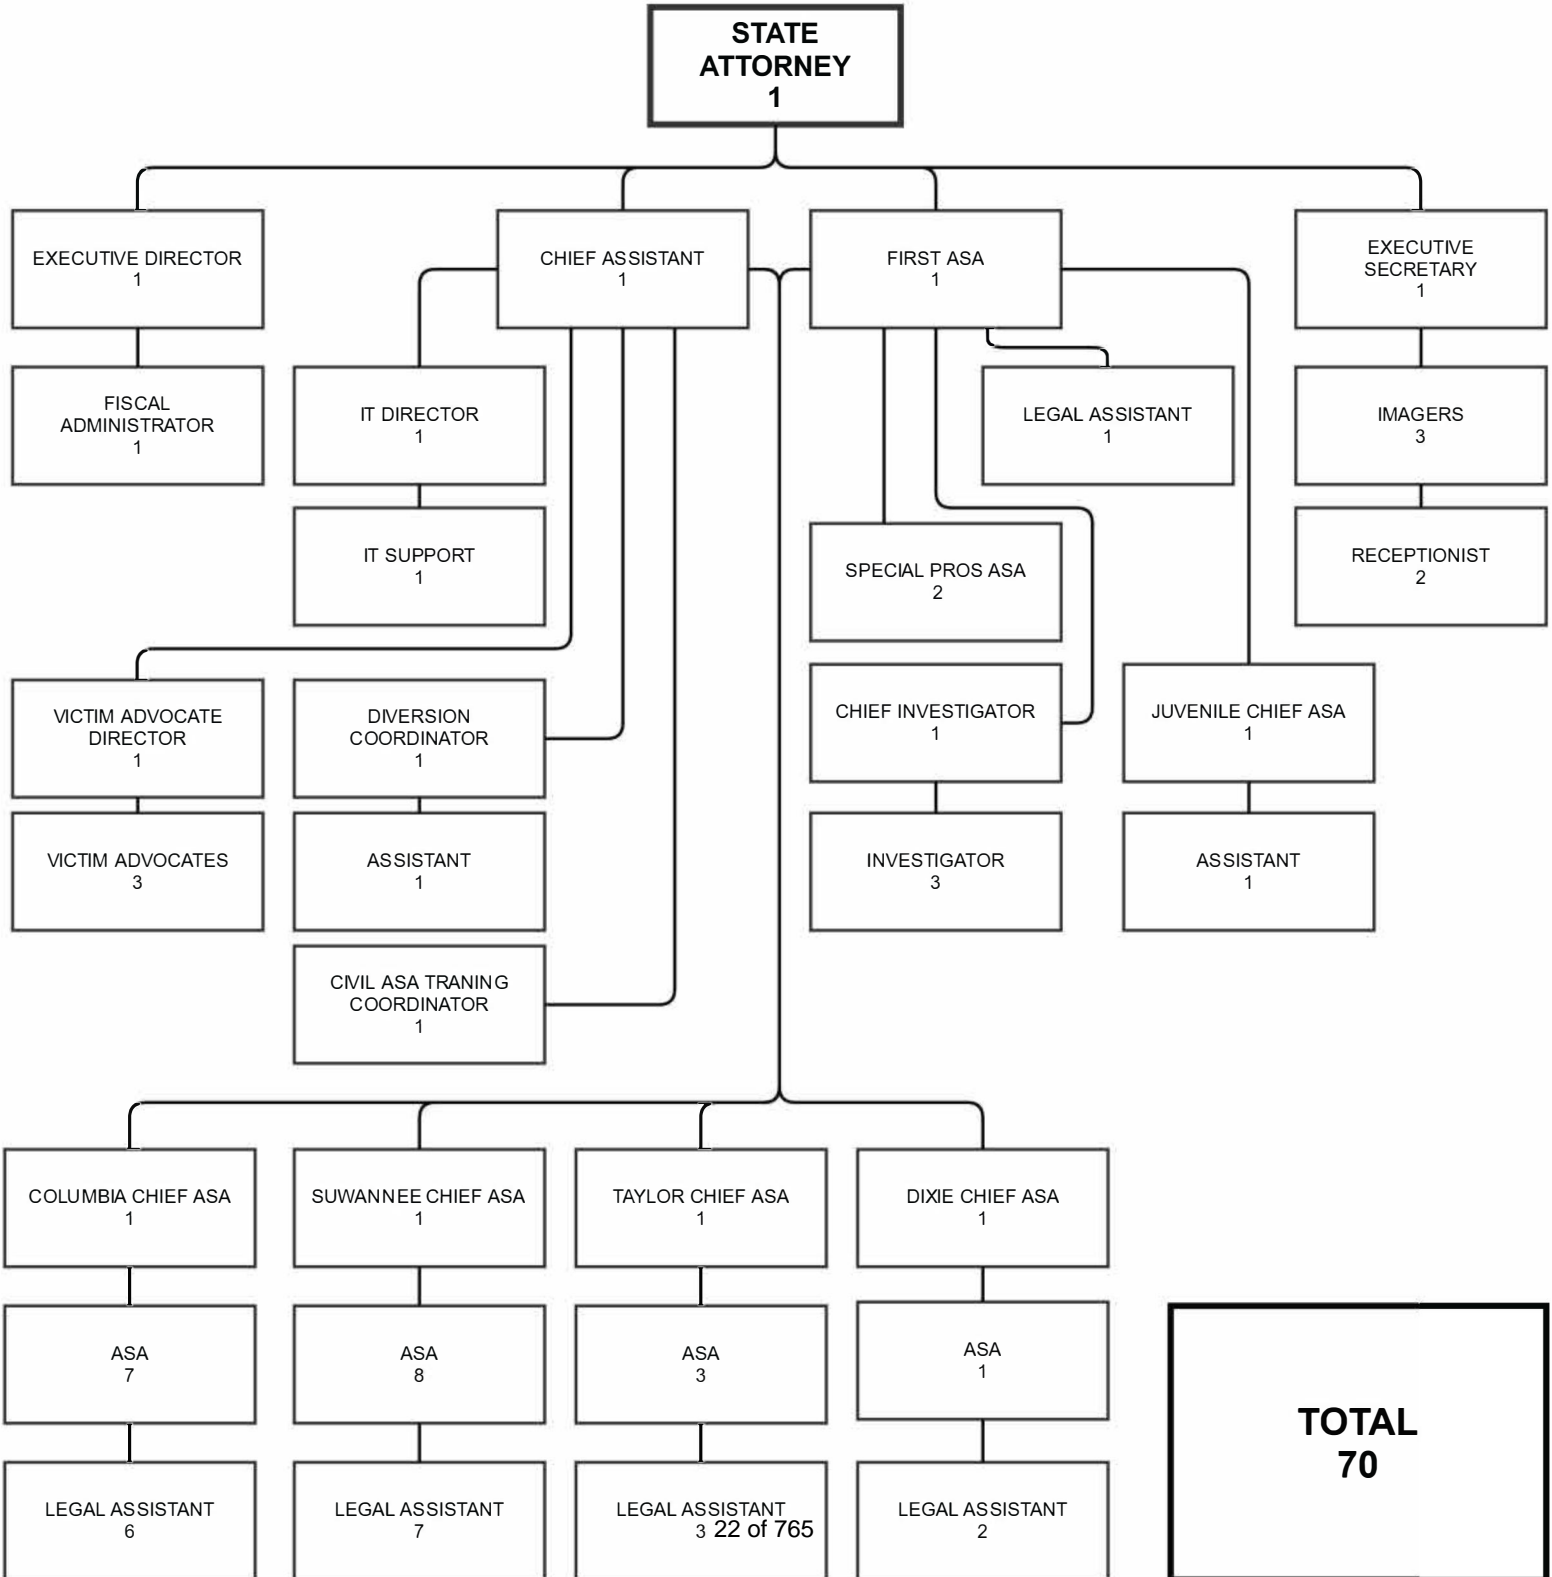 STATE
ATTORNEY
1
EXECUTIVE DIRECTOR
1
CHIEF ASSISTANT
1
FIRST ASA
1
EXECUTIVE
SECRETARY
1
FISCAL
ADMINISTRATOR
1
IT DIRECTOR
1
LEGAL ASSISTANT
1
IMAGERS
3
IT SUPPORT
1
SPECIAL PROS ASA
2
RECEPTIONIST
2
VICTIM ADVOCATE
DIRECTOR
1
DIVERSION
COORDINATOR
1
CHIEF INVESTIGATOR
1
JUVENILE CHIEF ASA
1
VICTIM ADVOCATES
3
ASSISTANT
1
INVESTIGATOR
3
ASSISTANT
1
CIVIL ASA TRANING
COORDINATOR
1
COLUMBIA CHIEF ASA
1
SUWANNEE CHIEF ASA
1
TAYLOR CHIEF ASA
1
DIXIE CHIEF ASA
1
ASA
7
ASA
8
ASA
3
ASA
1
LEGAL ASSISTANT
6
LEGAL ASSISTANT
7
LEGAL ASSISTANT
3
LEGAL ASSISTANT
2
TOTAL
70
22 of 765